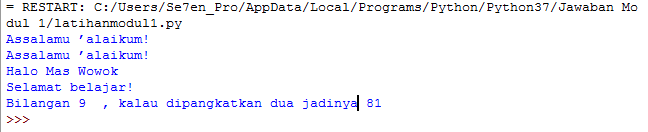 = RESTART: C:/Users/Se7en_Pro/AppData/Local/Programs/Python/Python37/Jawaban Mo
dul 1/latihanmodul1.py
Assalamu ’alaikum!
Assalamu ’alaikum!
Halo Mas Wowok
Selamat belajar!
Bilangan 9  , kalau dipangkatkan dua jadinya 81
>>>